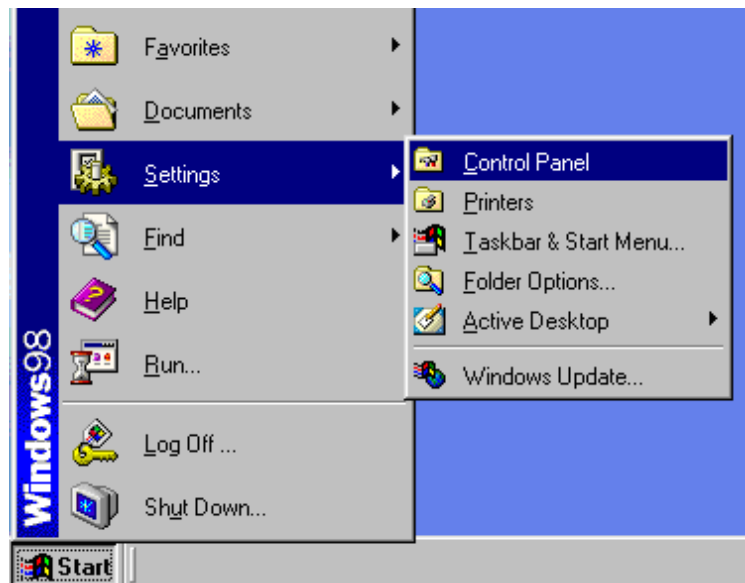 Favorites
Documents
Settings
Find
Help
Run...
Log Off ...
Shut Down...
Windows98
Start
Control Panel
Printers
Taskbar & Start Menu...
Folder Options...
Active Desktop
Windows Update...